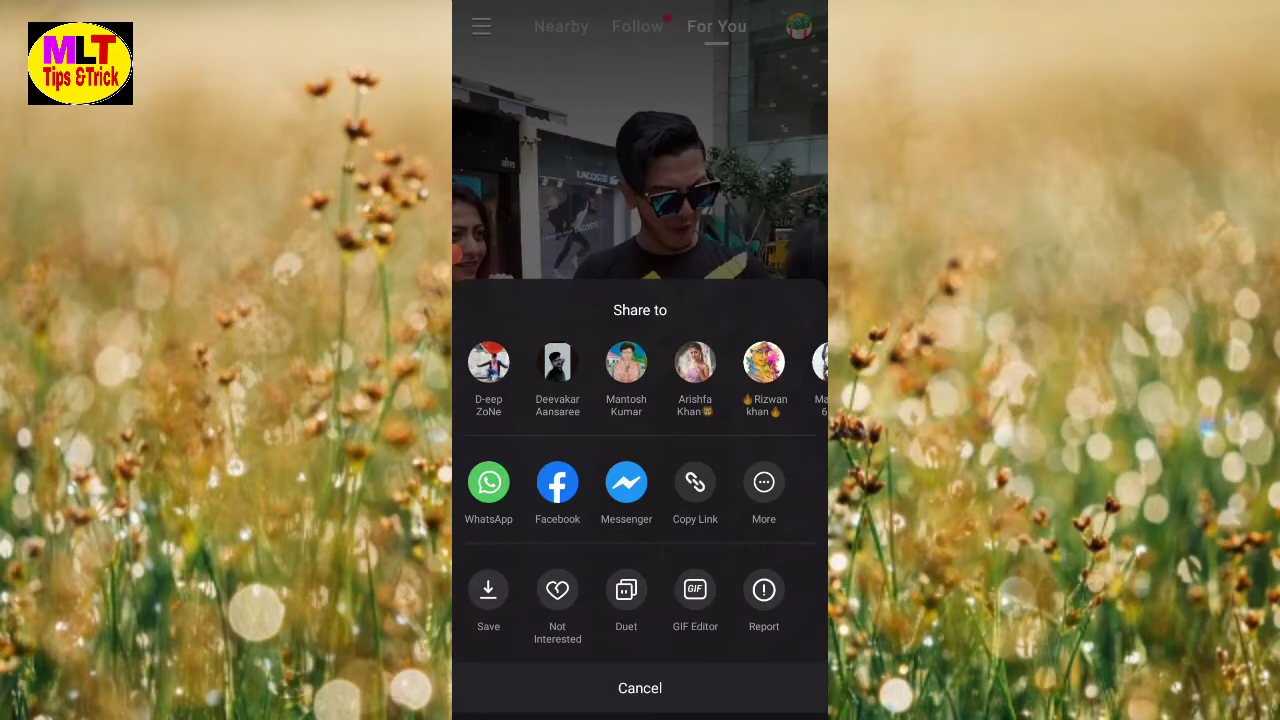 MLT
Tips &Trick
Nearby Follow For You
LACOSTE
Share to
D-eep
ZoNe
Deevakar
Aansaree
Mantosh
Kumar
Arishfa
Khan🐯
🔥Rizwan
khan🔥
WhatsApp
Facebook
Messenger
Copy Link
More
Save
Not
Interested
Duet
GIF
GIF Editor
Report
Cancel